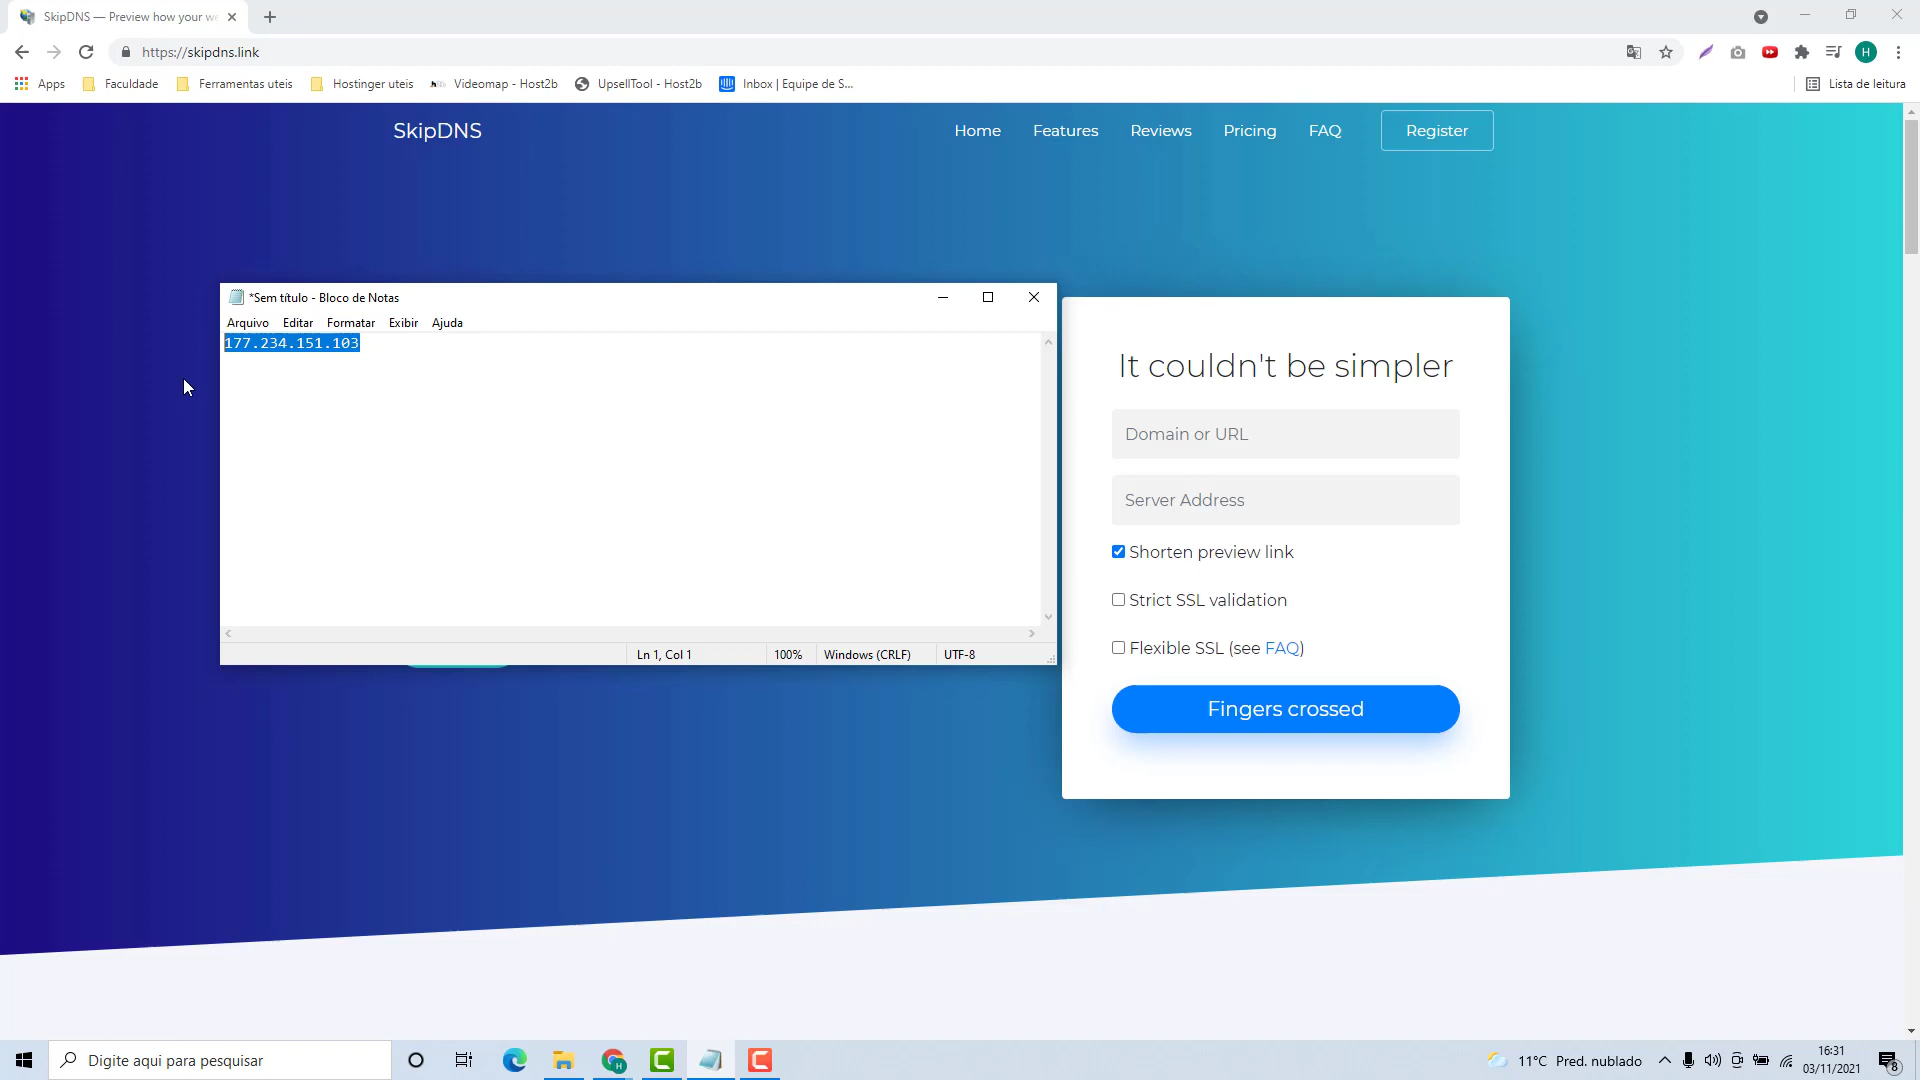 SkipDNS — Preview how your we
https://skipdns.link
H
Apps
Faculdade
Ferramentas uteis
Hostinger uteis
Videomap - Host2b
UpsellTool - Host2b
Inbox | Equipe de S...
Lista de leitura
SkipDNS
Home
Features
Reviews
Pricing
FAQ
Register
*Sem título - Bloco de Notas
Arquivo
Editar
Formatar
Exibir
Ajuda
177.234.151.103
Ln 1, Col 1
100%
Windows (CRLF)
UTF-8
It couldn't be simpler
Domain or URL
Server Address
Shorten preview link
Strict SSL validation
Flexible SSL (see FAQ)
Fingers crossed
Digite aqui para pesquisar
11°C Pred. nublado
16:31
03/11/2021
8